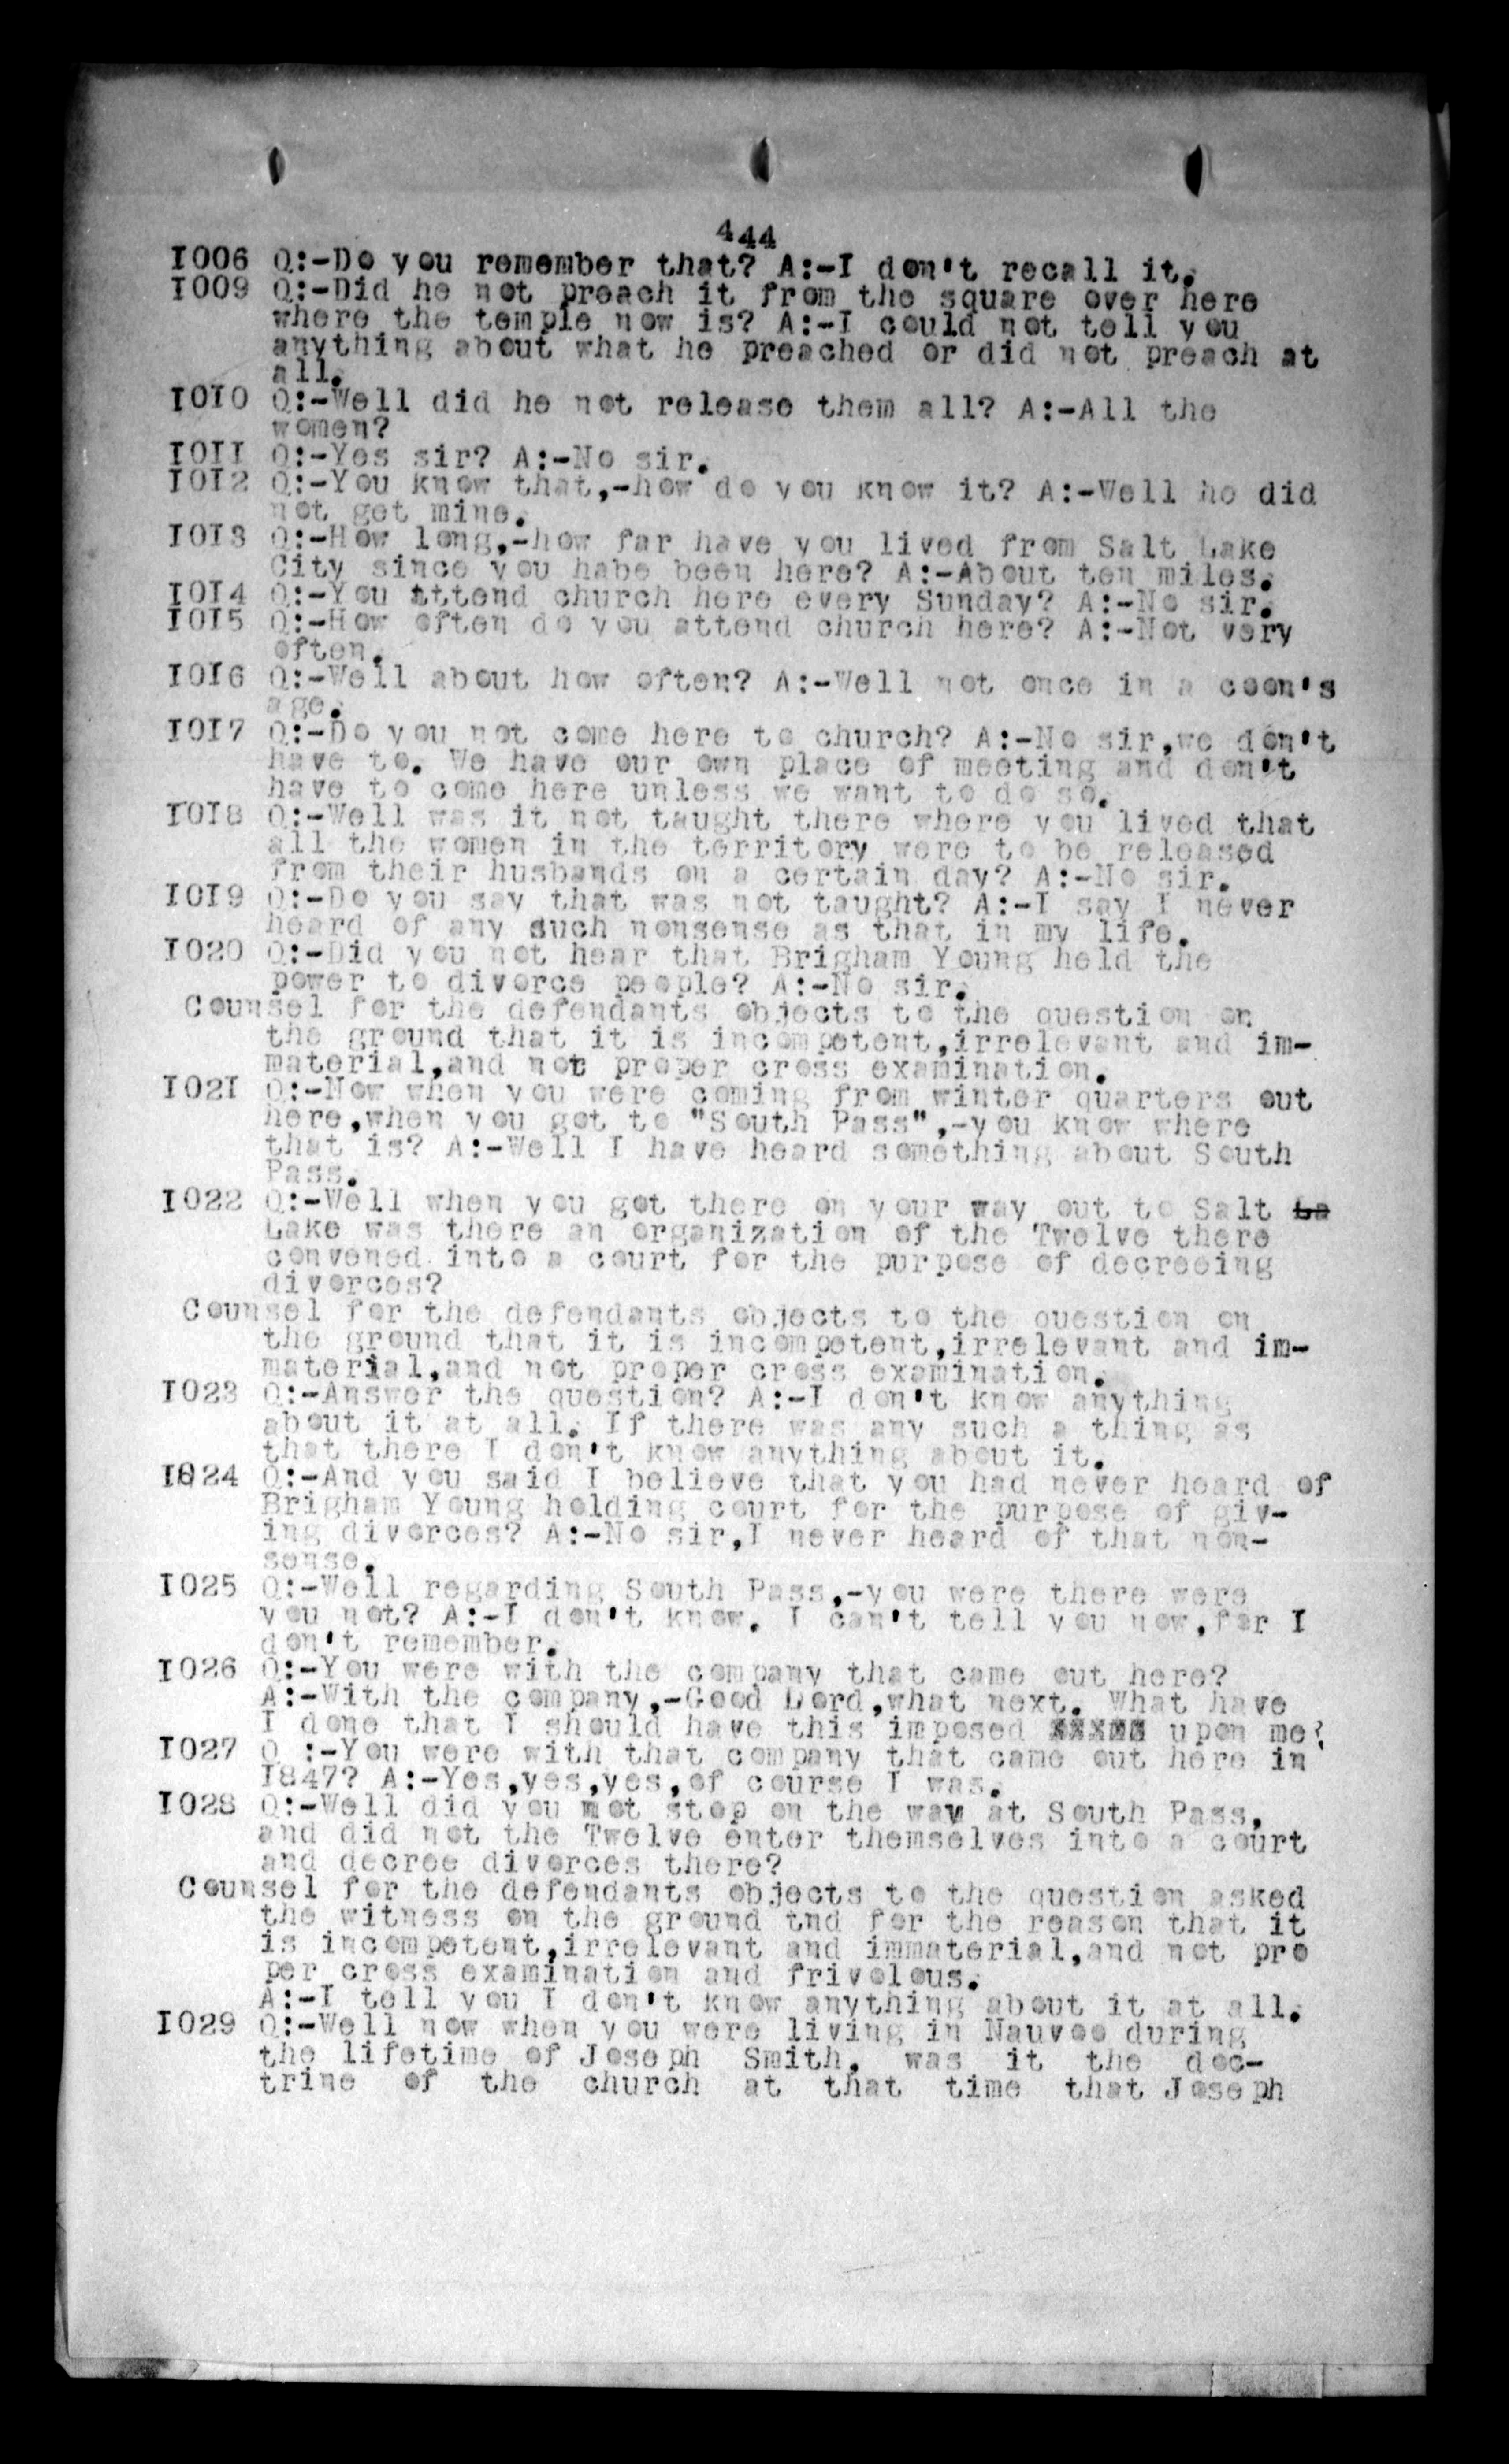 444
I006 Q:-Do you remember that? A:-I don't recall it.
I009 Q:-Did he not preach it from the square over here
where the temple now is? A:-I could not tell you
anything about what he preached or did not preach at
all.
I0I0 Q:-Well did he not release them all? A:-All the
women?
I0II Q:-Yes sir? A:-No sir.
I0I2 Q:-You know that,-how do you know it? A:-Well he did
not get mine.
I0I3 Q:-How long,-how far have you lived from Salt Lake
City since you habe been here? A:-About ten miles.
I0I4 Q:-You attend church here every Sunday? A:-No sir.
I0I5 Q:-How often do you attend church here? A:-Not very
often.
I0I6 Q:-Well about how often? A:-Well not once in a coon's
age.
I0I7 Q:-Do you not come here to church? A:-No sir,we don't
have to. We have our own place of meeting and don't
have to come here unless we want to do so.
I0I8 Q:-Well was it not taught there where you lived that
all the women in the territory were to be released
from their husbands on a certain day? A:-No sir.
I0I9 Q:-Do you say that was not taught? A:-I say I never
heard of any such nonsense as that in my life.
I020 Q:-Did you not hear that Brigham Young held the
power to divorce people? A:-No sir.
Counsel for the defendants objects to the question on
the ground that it is incompetent,irrelevant and im-
material,and not proper cross examination.
I02I Q:-Now when you were coming from winter quarters out
here,when you got to "South Pass",-you know where
that is? A:-Well I have heard something about South
Pass.
I022 Q:-Well when you got there on your way out to Salt La
Lake was there an organization of the Twelve there
convened into a court for the purpose of decreeing
divorces?
Counsel for the defendants objects to the question on
the ground that it is incompetent,irrelevant and im-
material,and not proper cross examination.
I023 Q:-Answer the question? A:-I don't know anything
about it at all. If there was any such a thing as
that there I don't know anything about it.
I024 Q:-And you said I believe that you had never heard of
Brigham Young holding court for the purpose of giv-
ing divorces? A:-No sir,I never heard of that non-
sense.
I025 Q:-Well regarding South Pass,-you were there were
you not? A:-I don't know. I can't tell you now,for I
don't remember.
I026 Q:-You were with the company that came out here?
A:-With the company,-Good Lord,what next. What have
I done that I should have this imposed xxxxx upon me?
I027 Q :-You were with that company that came out here in
I847? A:-Yes,yes,yes,of course I was.
I028 Q:-Well did you not stop on the way at South Pass,
and did not the Twelve enter themselves into a court
and decree divorces there?
Counsel for the defendants objects to the question asked
the witness on the ground tnd for the reason that it
is incompetent,irrelevant and immaterial,and not pro
per cross examination and frivolous.
A:-I tell you I don't know anything about it at all.
I029 Q:-Well now when you were living in Nauvoo during
the lifetime of Joseph Smith, was it the doc-
trine of the church at that time that Joseph